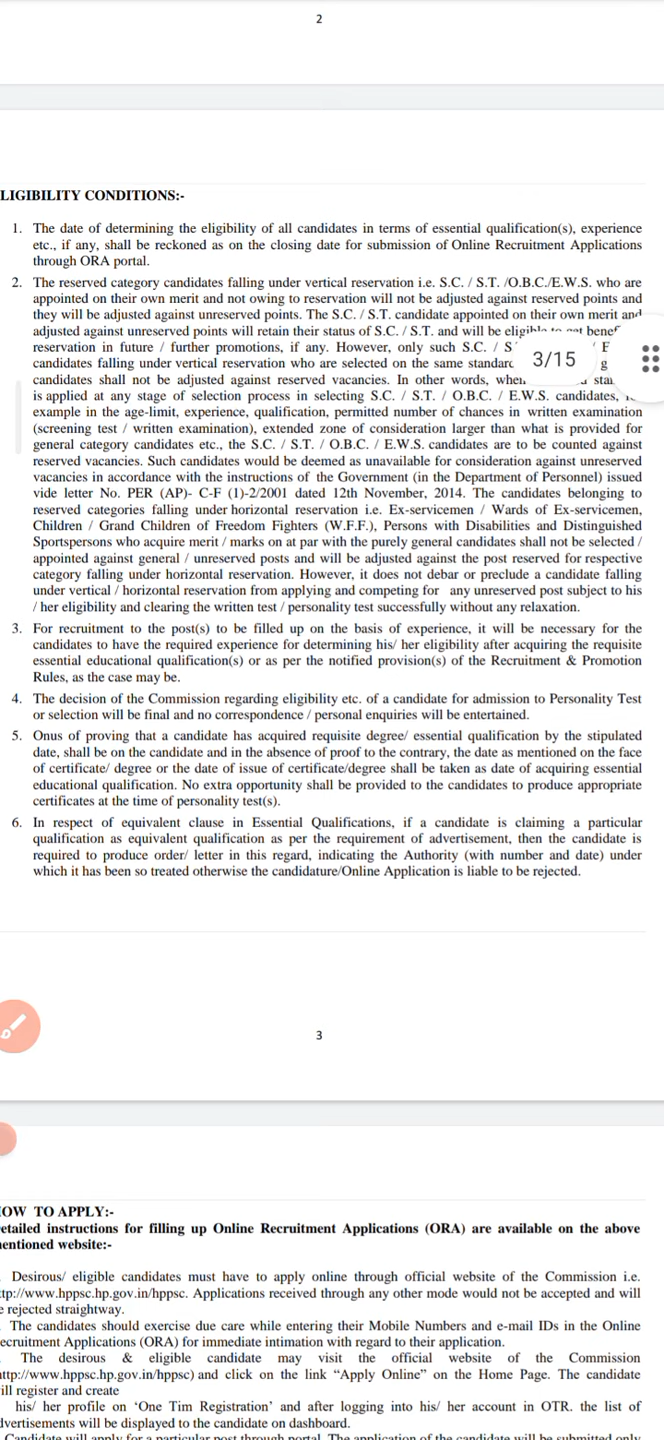 2
LIGIBILITY CONDITIONS:-
1. The date of determining the eligibility of all candidates in terms of essential qualification(s), experience
etc., if any, shall be reckoned as on the closing date for submission of Online Recruitment Applications
through ORA portal.
2. The reserved category candidates falling under vertical reservation i.e. S.C. / S.T. /O.B.C./E.W.S. who are
appointed on their own merit and not owing to reservation will not be adjusted against reserved points and
they will be adjusted against unreserved points. The S.C. / S.T. candidate appointed on their own merit and
adjusted against unreserved points will retain their status of S.C. / S.T. and will be
reservation in future / further promotions, if any. However, only such S.C. / S
candidates falling under vertical reservation who are selected on the same
3/15
candidates shall not be adjusted against reserved vacancies. In other words,
is applied at any stage of selection process in selecting S.C. / S.T. / O.B.C. / E.W.S. candidates,
example in the age-limit, experience, qualification, permitted number of chances in written examination
(screening test / written examination), extended zone of consideration larger than what is provided for
general category candidates etc., the S.C. / S.T. / O.B.C. / E.W.S. candidates are to be counted against
reserved vacancies. Such candidates would be deemed as unavailable for consideration against unreserved
vacancies in accordance with the instructions of the Government (in the Department of Personnel) issued
vide letter No. PER (AP)- C-F (1)-2/2001 dated 12th November, 2014. The candidates belonging to
reserved categories falling under horizontal reservation i.e. Ex-servicemen / Wards of Ex-servicemen,
Children / Grand Children of Freedom Fighters (W.F.F.), Persons with Disabilities and Distinguished
Sportspersons who acquire merit / marks on at par with the purely general candidates shall not be selected /
appointed against general / unreserved posts and will be adjusted against the post reserved for respective
category falling under horizontal reservation. However, it does not debar or preclude a candidate falling
under vertical / horizontal reservation from applying and competing for any unreserved post subject to his
/ her eligibility and clearing the written test / personality test successfully without any relaxation.
3. For recruitment to the post(s) to be filled up on the basis of experience, it will be necessary for the
candidates to have the required experience for determining his/ her eligibility after acquiring the requisite
essential educational qualification(s) or as per the notified provision(s) of the Recruitment & Promotion
Rules, as the case may be.
4. The decision of the Commission regarding eligibility etc. of a candidate for admission to Personality Test
or selection will be final and no correspondence / personal enquiries will be entertained.
5. Onus of proving that a candidate has acquired requisite degree/ essential qualification by the stipulated
date, shall be on the candidate and in the absence of proof to the contrary, the date as mentioned on the face
of certificate/ degree or the date of issue of certificate/degree shall be taken as date of acquiring essential
educational qualification. No extra opportunity shall be provided to the candidates to produce appropriate
certificates at the time of personality test(s).
6. In respect of equivalent clause in Essential Qualifications, if a candidate is claiming a particular
qualification as equivalent qualification as per the requirement of advertisement, then the candidate is
required to produce order/ letter in this regard, indicating the Authority (with number and date) under
which it has been so treated otherwise the candidature/Online Application is liable to be rejected.
3
OW TO APPLY:-
etailed instructions for filling up Online Recruitment Applications (ORA) are available on the above
entioned website:-
Desirous/ eligible candidates must have to apply online through official website of the Commission i.e.
tp://www.hppsc.hp.gov.in/hppsc. Applications received through any other mode would not be accepted and will
e rejected straightway.
The candidates should exercise due care while entering their Mobile Numbers and e-mail IDs in the Online
ecruitment Applications (ORA) for immediate intimation with regard to their application.
The desirous & eligible candidate may visit the official website of the Commission
ttp://www.hppsc.hp.gov.in/hppsc) and click on the link “Apply Online” on the Home Page. The candidate
ill register and create
his/ her profile on ‘One Tim Registration’ and after logging into his/ her account in OTR. the list of
dvertisements will be displayed to the candidate on dashboard.
Candidate will apply for a particular post through portal. The application of the candidate will be submitted only